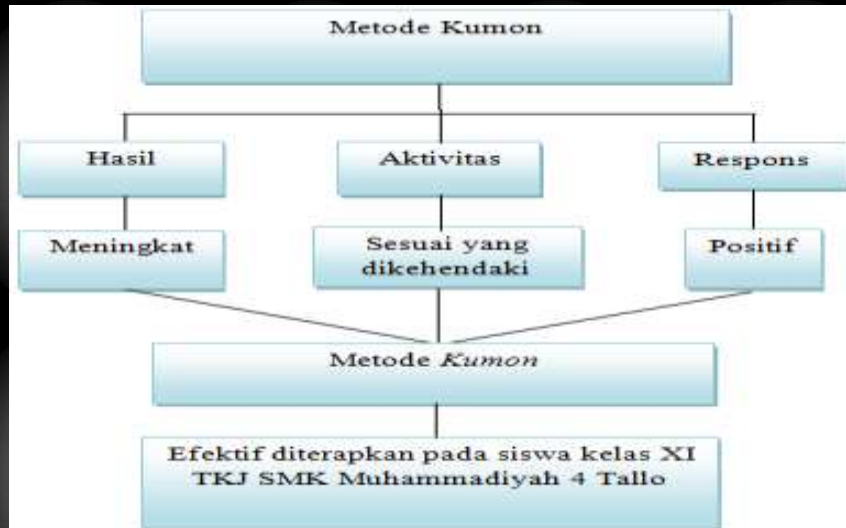 Metode Kumon
Hasil
Aktivitas
Respons
Meningkat
Sesuai yang
dikehendaki
Positif
Metode Kumon
Efektif diterapkan pada siswa kelas XI
TKJ SMK Muhammadiyah 4 Tallo